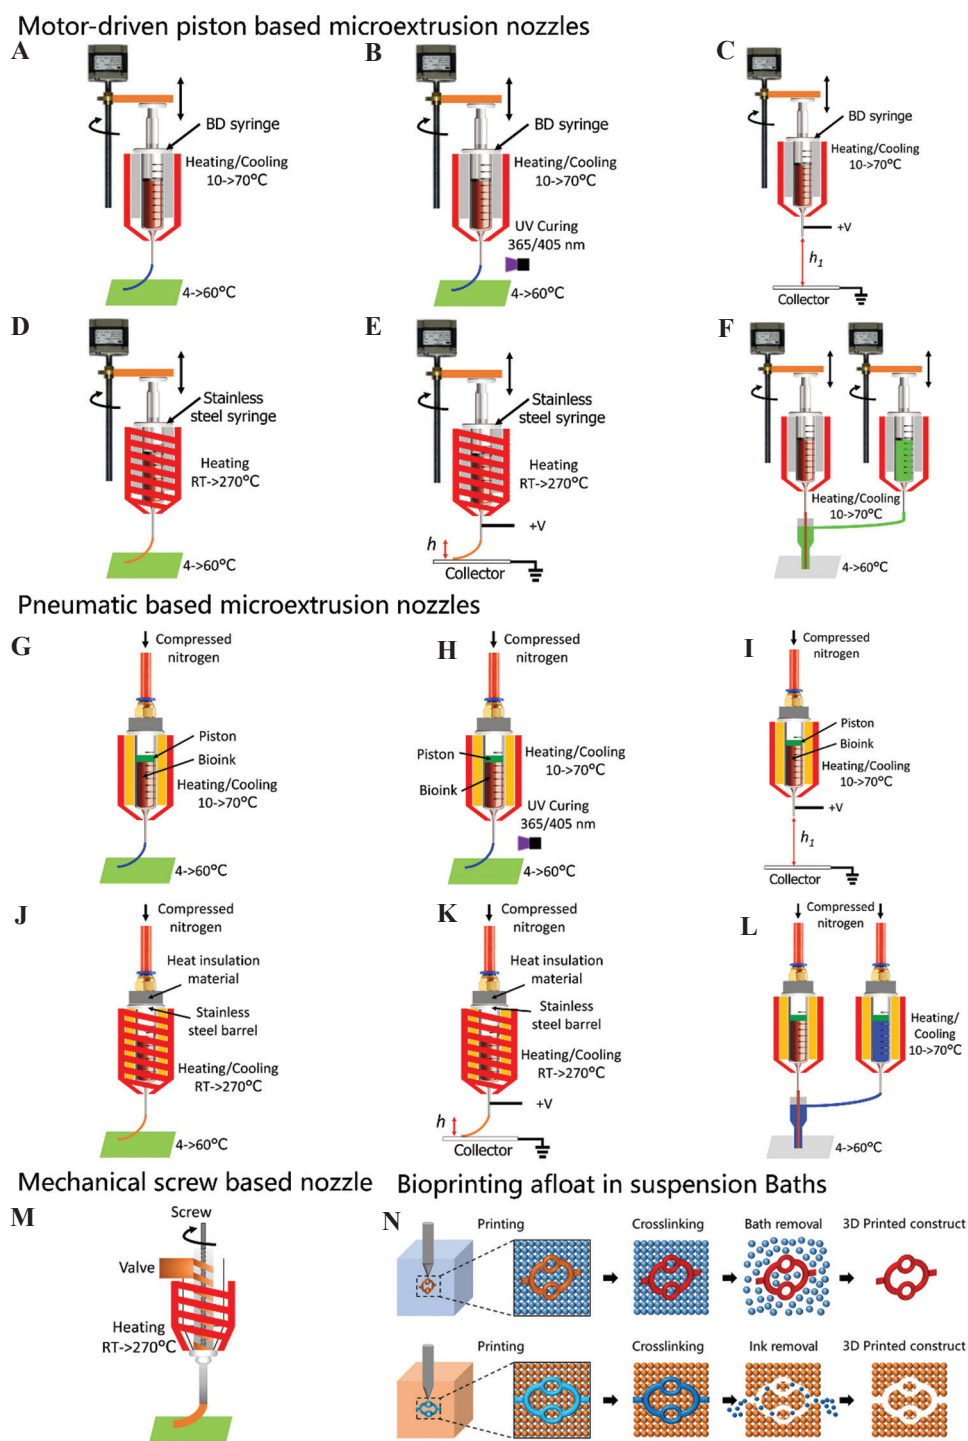 Motor-driven piston based microextrusion nozzles
A
BD syringe
Heating/Cooling
10->70°C
4->60°C
B
BD syringe
Heating/Cooling
10->70°C
UV Curing
365/405 nm
4->60°C
C
BD syringe
Heating/Cooling
10->70°C
+V
h1
Collector
D
Stainless
steel syringe
Heating
RT->270°C
4->60°C
E
Stainless
steel syringe
Heating
RT->270°C
+V
h
Collector
F
Heating/Cooling
10->70°C
4->60°C
Pneumatic based microextrusion nozzles
G
Compressed
nitrogen
Piston
Bioink
Heating/Cooling
10->70°C
4->60°C
H
Compressed
nitrogen
Piston
Bioink
Heating/Cooling
10->70°C
UV Curing
365/405 nm
4->60°C
I
Compressed
nitrogen
Piston
Bioink
Heating/Cooling
10->70°C
+V
h1
Collector
J
Compressed
nitrogen
Heat insulation
material
Stainless
steel barrel
Heating/Cooling
RT->270°C
4->60°C
K
Compressed
nitrogen
Heat insulation
material
Stainless
steel barrel
Heating/Cooling
RT->270°C
+V
h
Collector
L
Compressed
nitrogen
Heating/
Cooling
10->70°C
4->60°C
Mechanical screw based nozzle
M
Screw
Valve
Heating
RT->270°C
Bioprinting afloat in suspension Baths
N
Printing
Crosslinking
Bath removal
3D Printed construct
Printing
Crosslinking
Ink removal
3D Printed construct